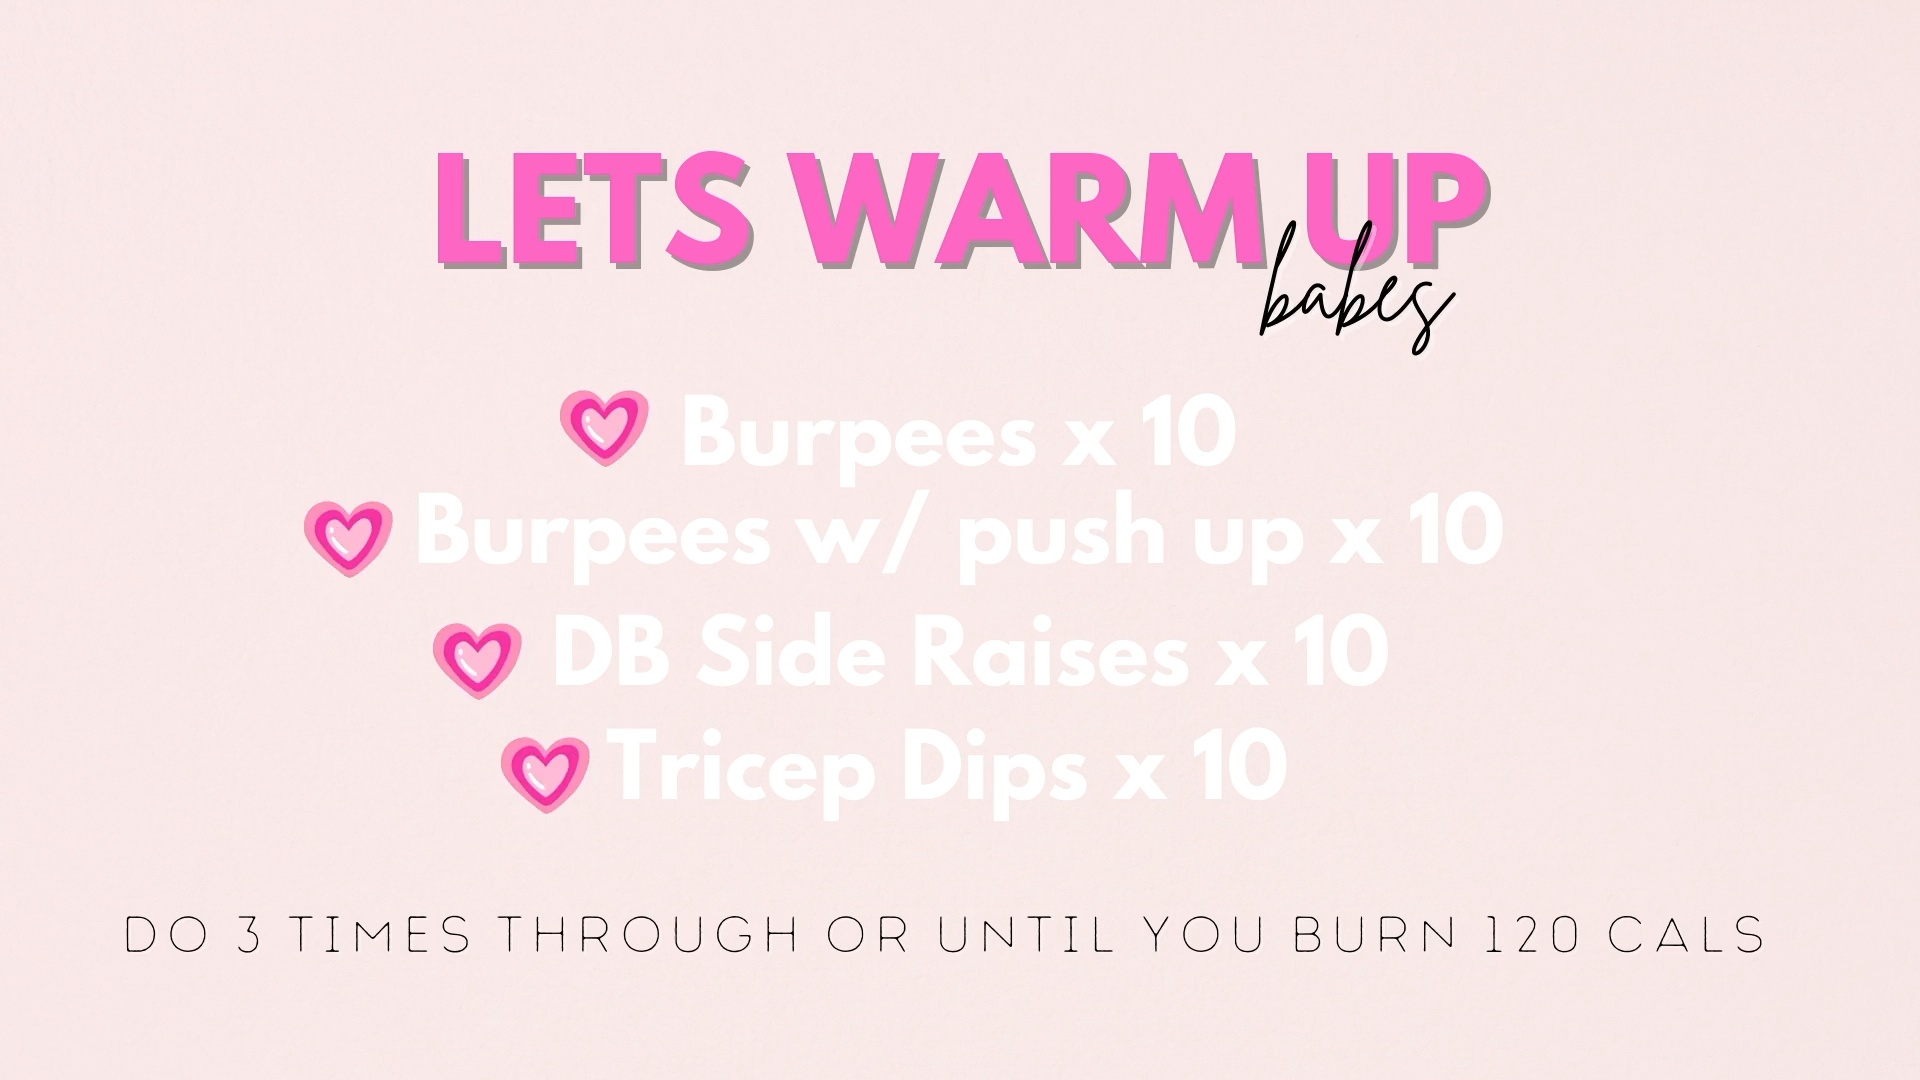 LETS WARM UP
babes
Burpees x 10
Burpees w/ push up x 10
DB Side Raises x 10
Tricep Dips x 10
DO 3 TIMES THROUGH OR UNTIL YOU BURN 120 CALS